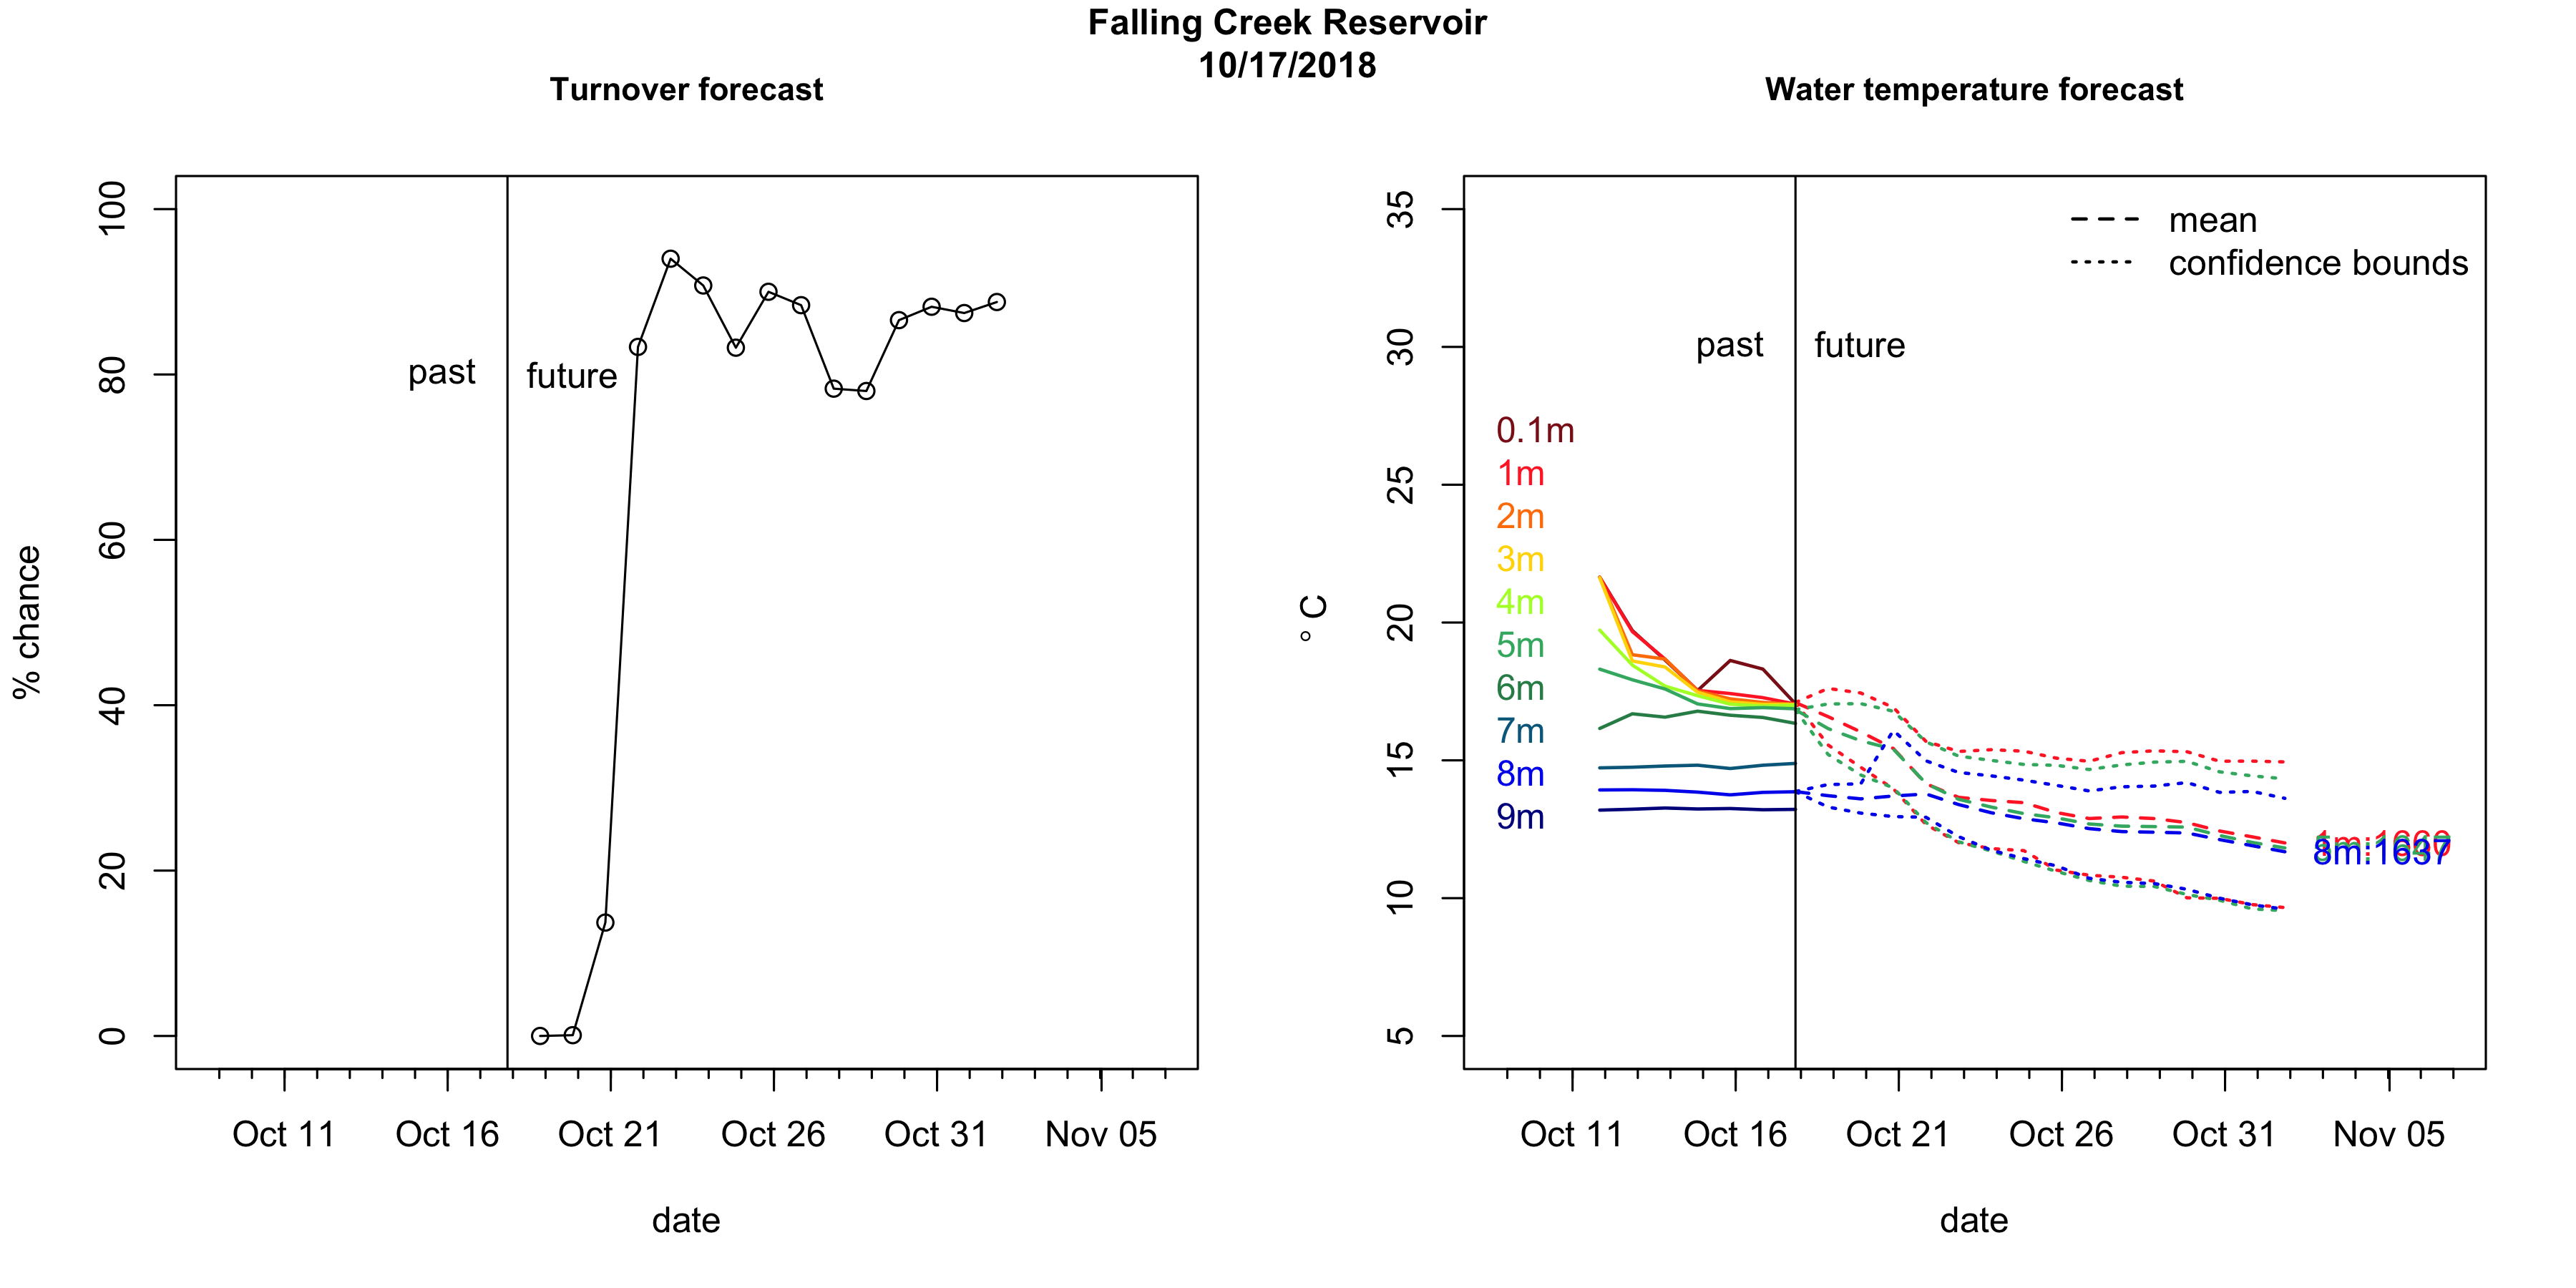 Falling Creek Reservoir
10/17/2018
Turnover forecast
% chance
100
80
60
40
20
0
past
future
Oct 11
Oct 16
Oct 21
Oct 26
Oct 31
Nov 05
date
Water temperature forecast
° C
35
30
25
20
15
10
5
mean
confidence bounds
past
future
0.1m
1m
2m
3m
4m
5m
6m
7m
8m
9m
Oct 11
Oct 16
Oct 21
Oct 26
Oct 31
Nov 05
date